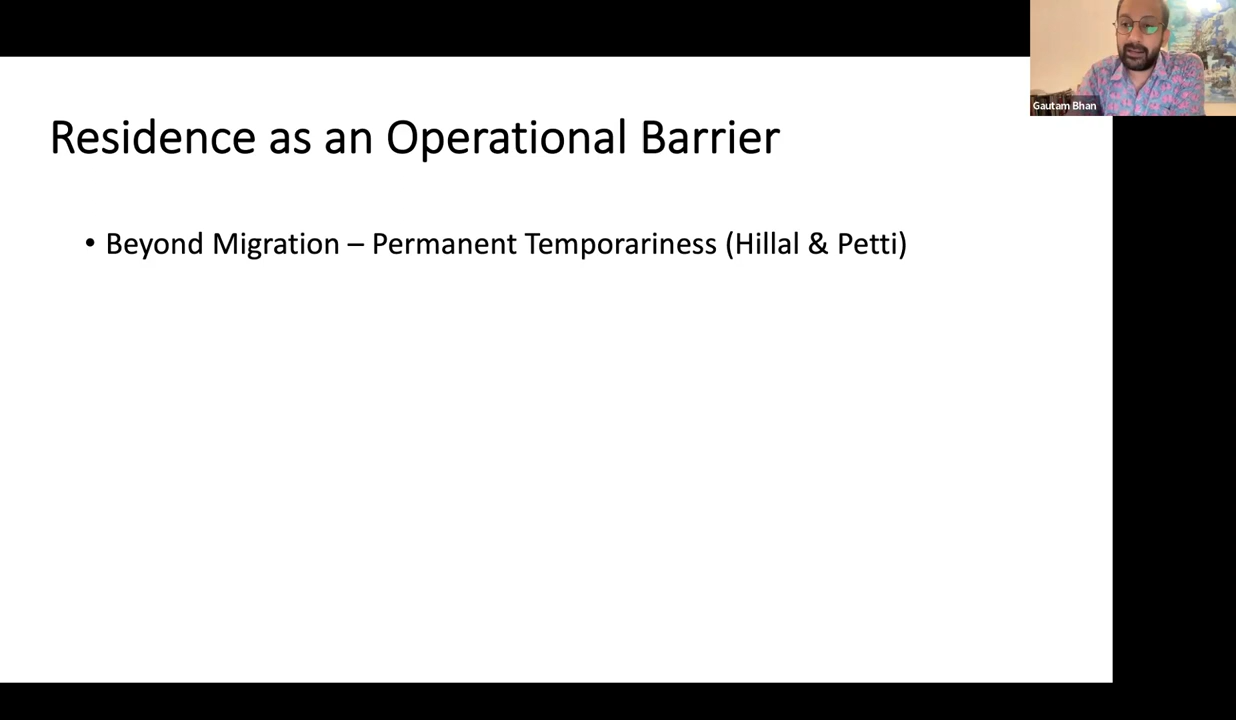 Gautam Bhan
Residence as an Operational Barrier
• Beyond Migration – Permanent Temporariness (Hillal & Petti)